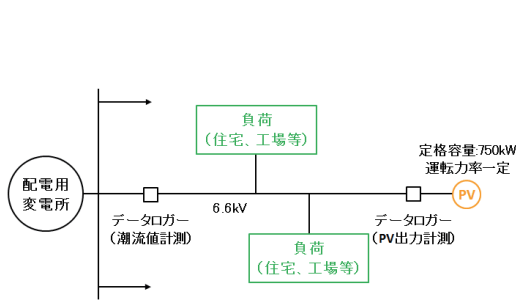 負荷
(住宅、工場等)
定格容量:750kW
運転力率一定
配電用
変電所
PV
6.6kV
データロガー
(潮流値計測)
データロガー
(PV出力計測)
負荷
(住宅、工場等)